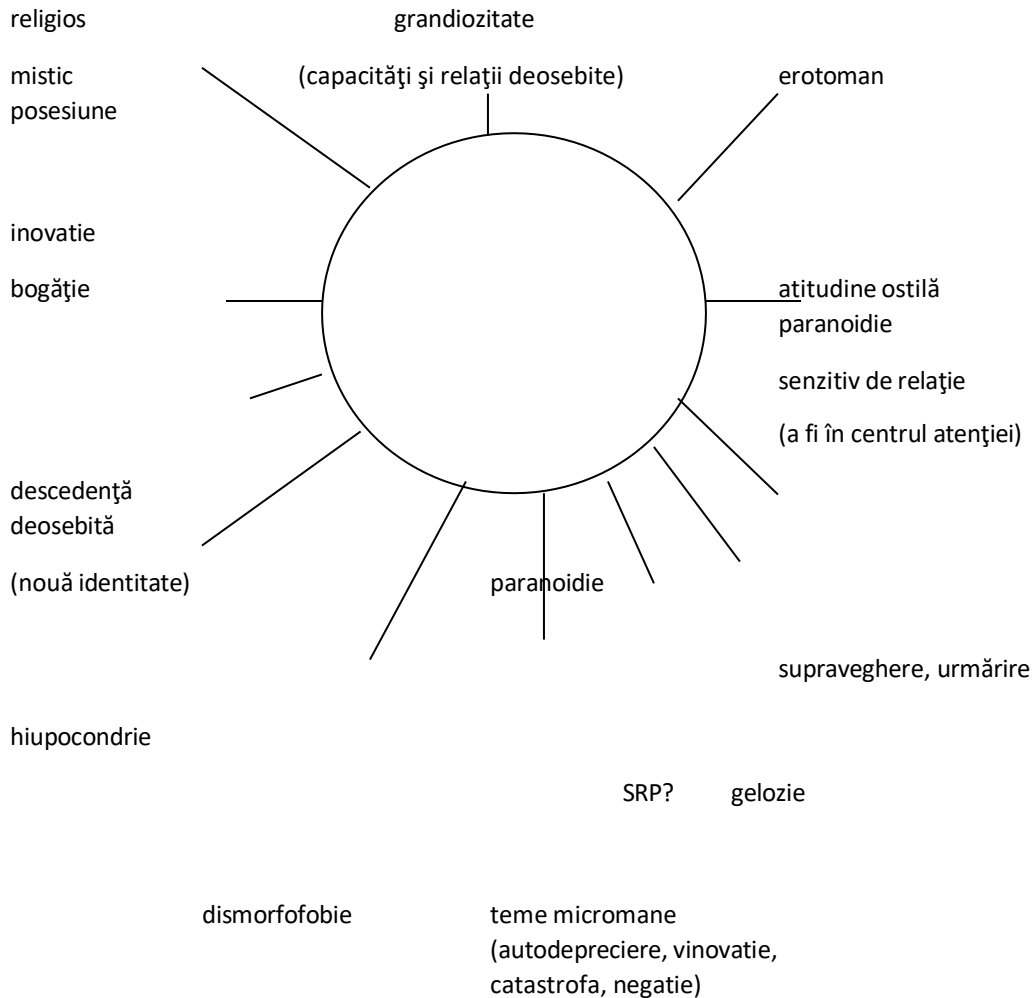 religios
grandiozitate
mistic
posesiune
(capacităţi şi relaţii deosebite)
erotoman
inovatie
bogăţie
atitudine ostilă
paranoidie
senzitiv de relaţie
(a fi în centrul atenţiei)
descedenţă
deosebită
(nouă identitate)
paranoidie
supraveghere, urmărire
hiupocondrie
SRP?
gelozie
dismorfofobie
teme micromane
(autodepreciere, vinovatie,
catastrofa, negatie)